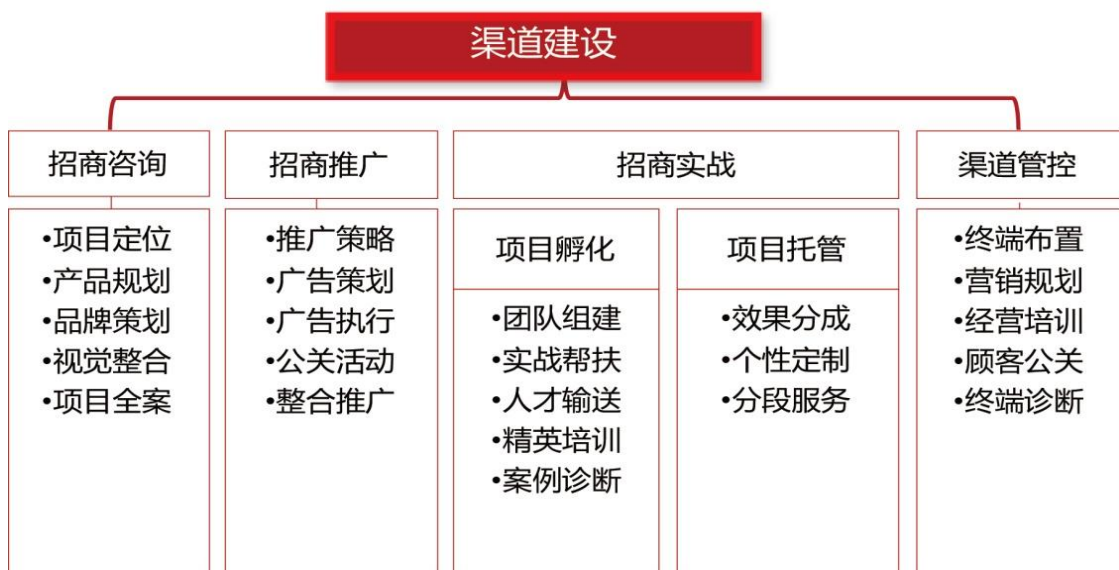 渠道建设
招商咨询
•项目定位
•产品规划
•品牌策划
•视觉整合
•项目全案
招商推广
•推广策略
•广告策划
•广告执行
•公关活动
•整合推广
招商实战
项目孵化
•团队组建
•实战帮扶
•人才输送
•精英培训
•案例诊断
项目托管
•效果分成
•个性定制
•分段服务
渠道管控
•终端布置
•营销规划
•经营培训
•顾客公关
•终端诊断